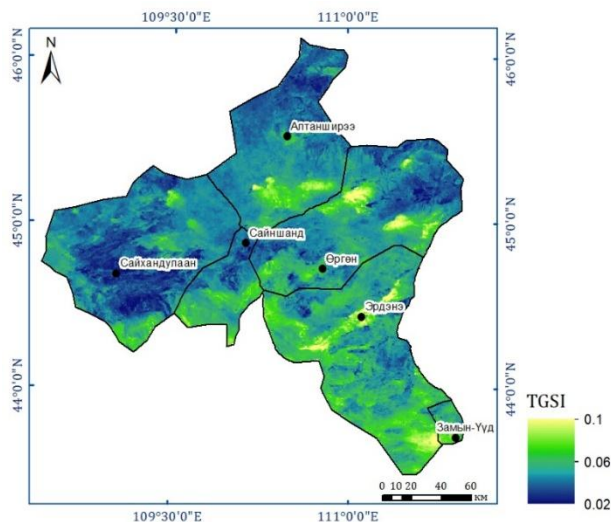 109°30'0"E
111°0'0"E
N
46°0'0"N
46°0'0"N
Алтанширээ
45°0'0"N
45°0'0"N
Сайншанд
Сайхандулаан
Өргөн
Эрдэнэ
44°0'0"N
44°0'0"N
TGSI
0.1
0.06
0.02
Замын-Үүд
0 10 20 40 60
км
109°30'0"E
111°0'0"E